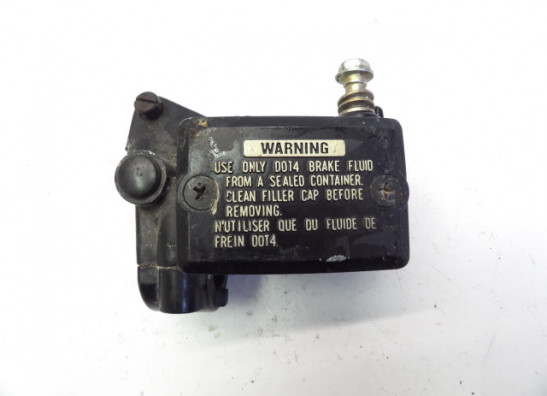 WARNING
USE ONLY DOT4 BRAKE FLUID
FROM A SEALED CONTAINER.
CLEAN FILLER CAP BEFORE
REMOVING.
N'UTILISER QUE DU FLUIDE DE
FREIN DOT4.